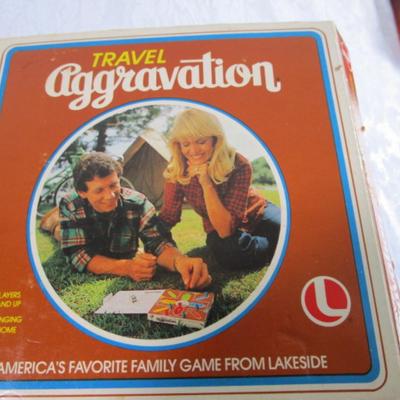 TRAVEL
Aggravation
LAYERS
ND UP
NGING
OME
L
AMERICA'S FAVORITE FAMILY GAME FROM LAKESIDE